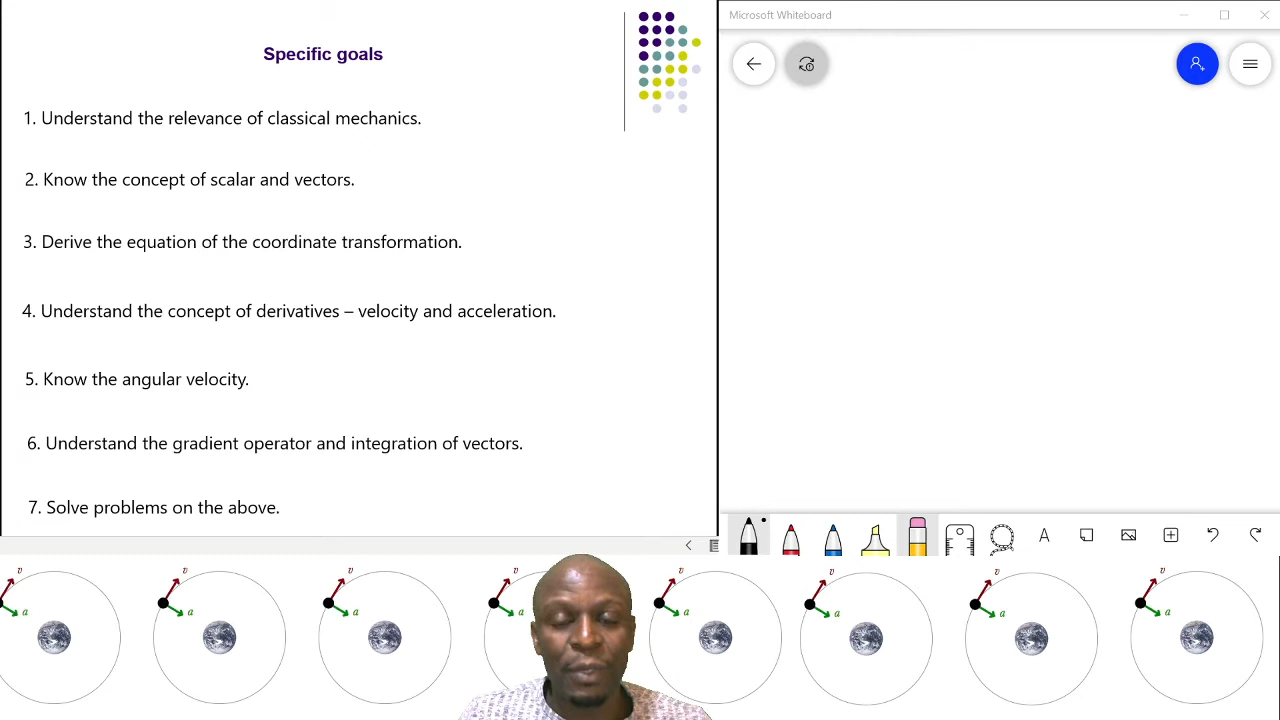 Specific goals
1. Understand the relevance of classical mechanics.
2. Know the concept of scalar and vectors.
3. Derive the equation of the coordinate transformation.
4. Understand the concept of derivatives – velocity and acceleration.
5. Know the angular velocity.
6. Understand the gradient operator and integration of vectors.
7. Solve problems on the above.
Microsoft Whiteboard
A
v v v v v v v v
a a a a a a a